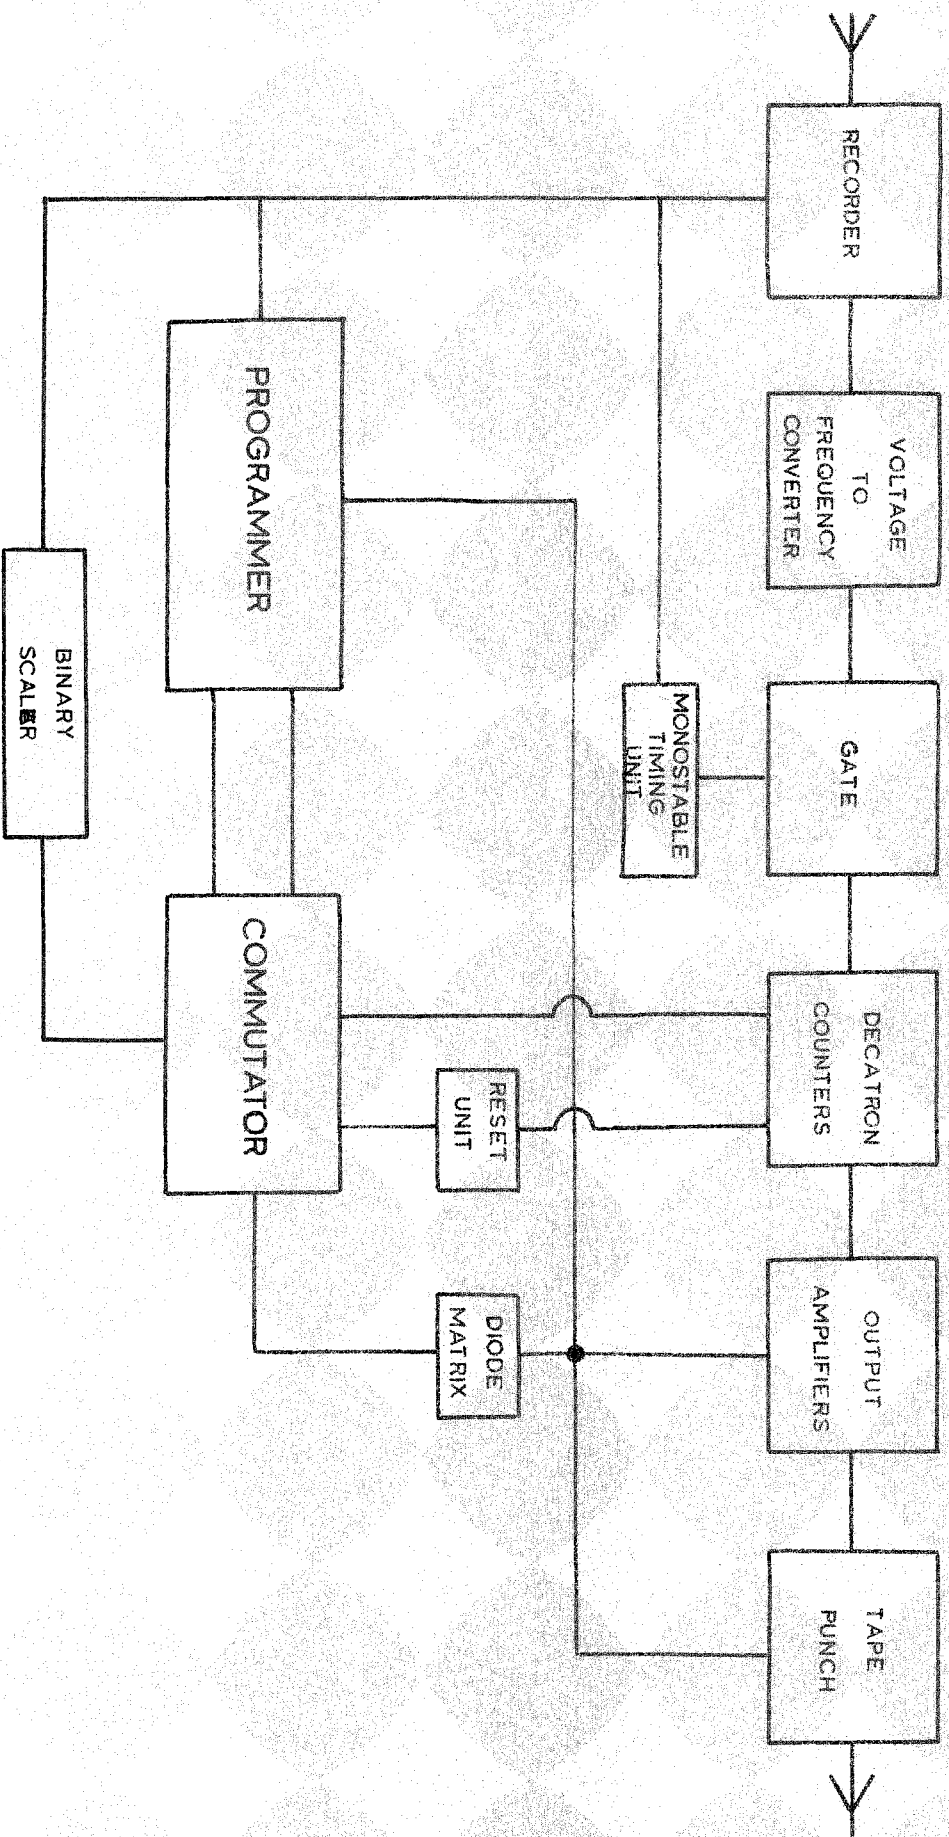 RECORDER
VOLTAGE
TO
FREQUENCY
CONVERTER
GATE
DECATRON
COUNTERS
OUTPUT
AMPLIFIERS
TAPE
PUNCH
MONOSTABLE
TIMING
UNIT
RESET
UNIT
DIODE
MATRIX
PROGRAMMER
COMMUTATOR
BINARY
SCALER